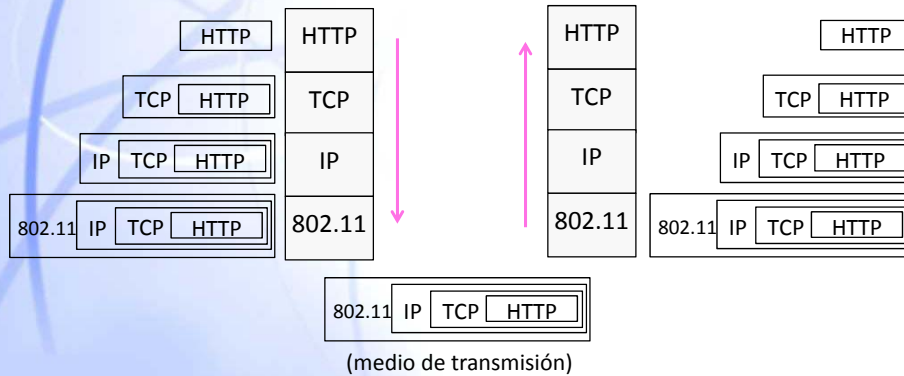 HTTP HTTP HTTP HTTP
TCP HTTP TCP TCP TCP HTTP
IP TCP HTTP IP IP IP TCP HTTP
802.11 IP TCP HTTP 802.11 802.11 802.11 IP TCP HTTP
802.11 IP TCP HTTP
(medio de transmisión)